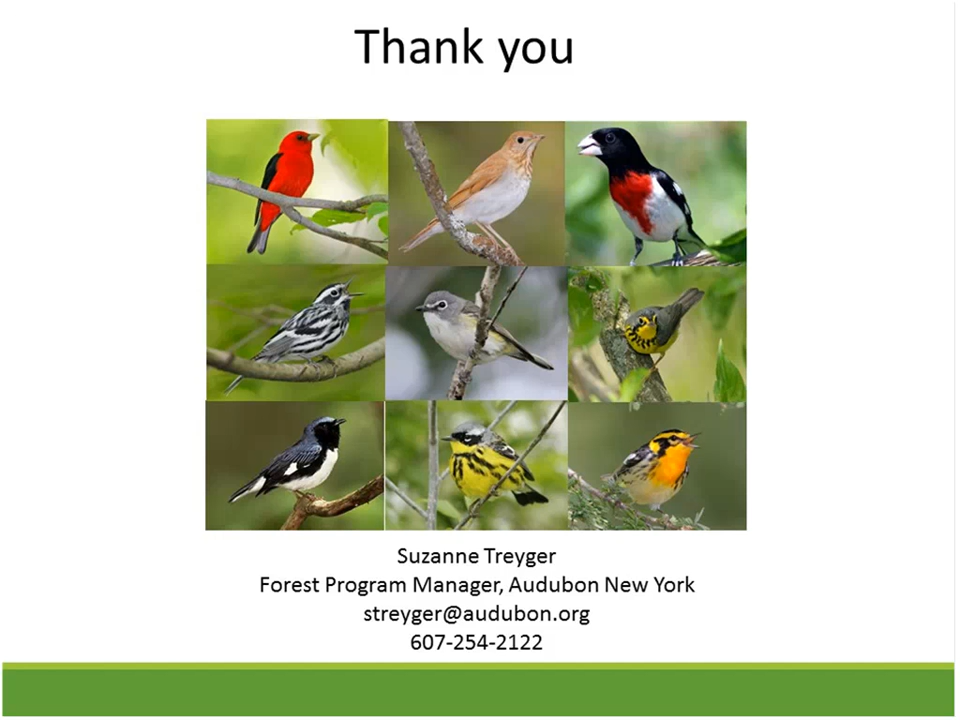 Thank you
Suzanne Treyger
Forest Program Manager, Audubon New York
streyger@audubon.org
607-254-2122